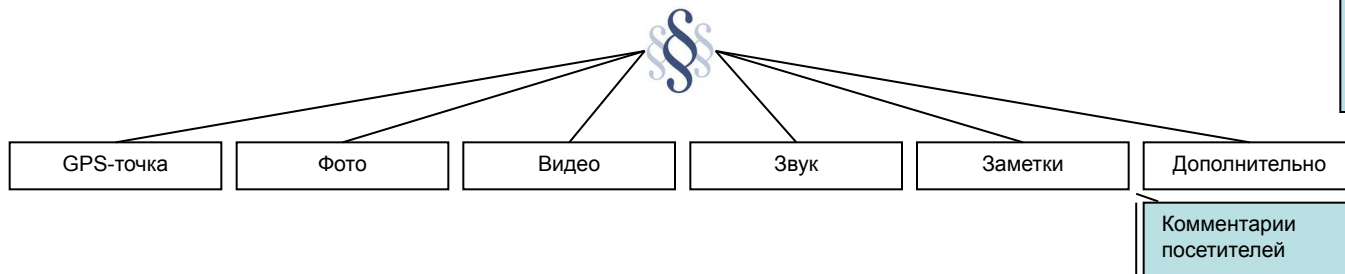 §§§
GPS-точка
Фото
Видео
Звук
Заметки
Дополнительно
Комментарии
посетителей